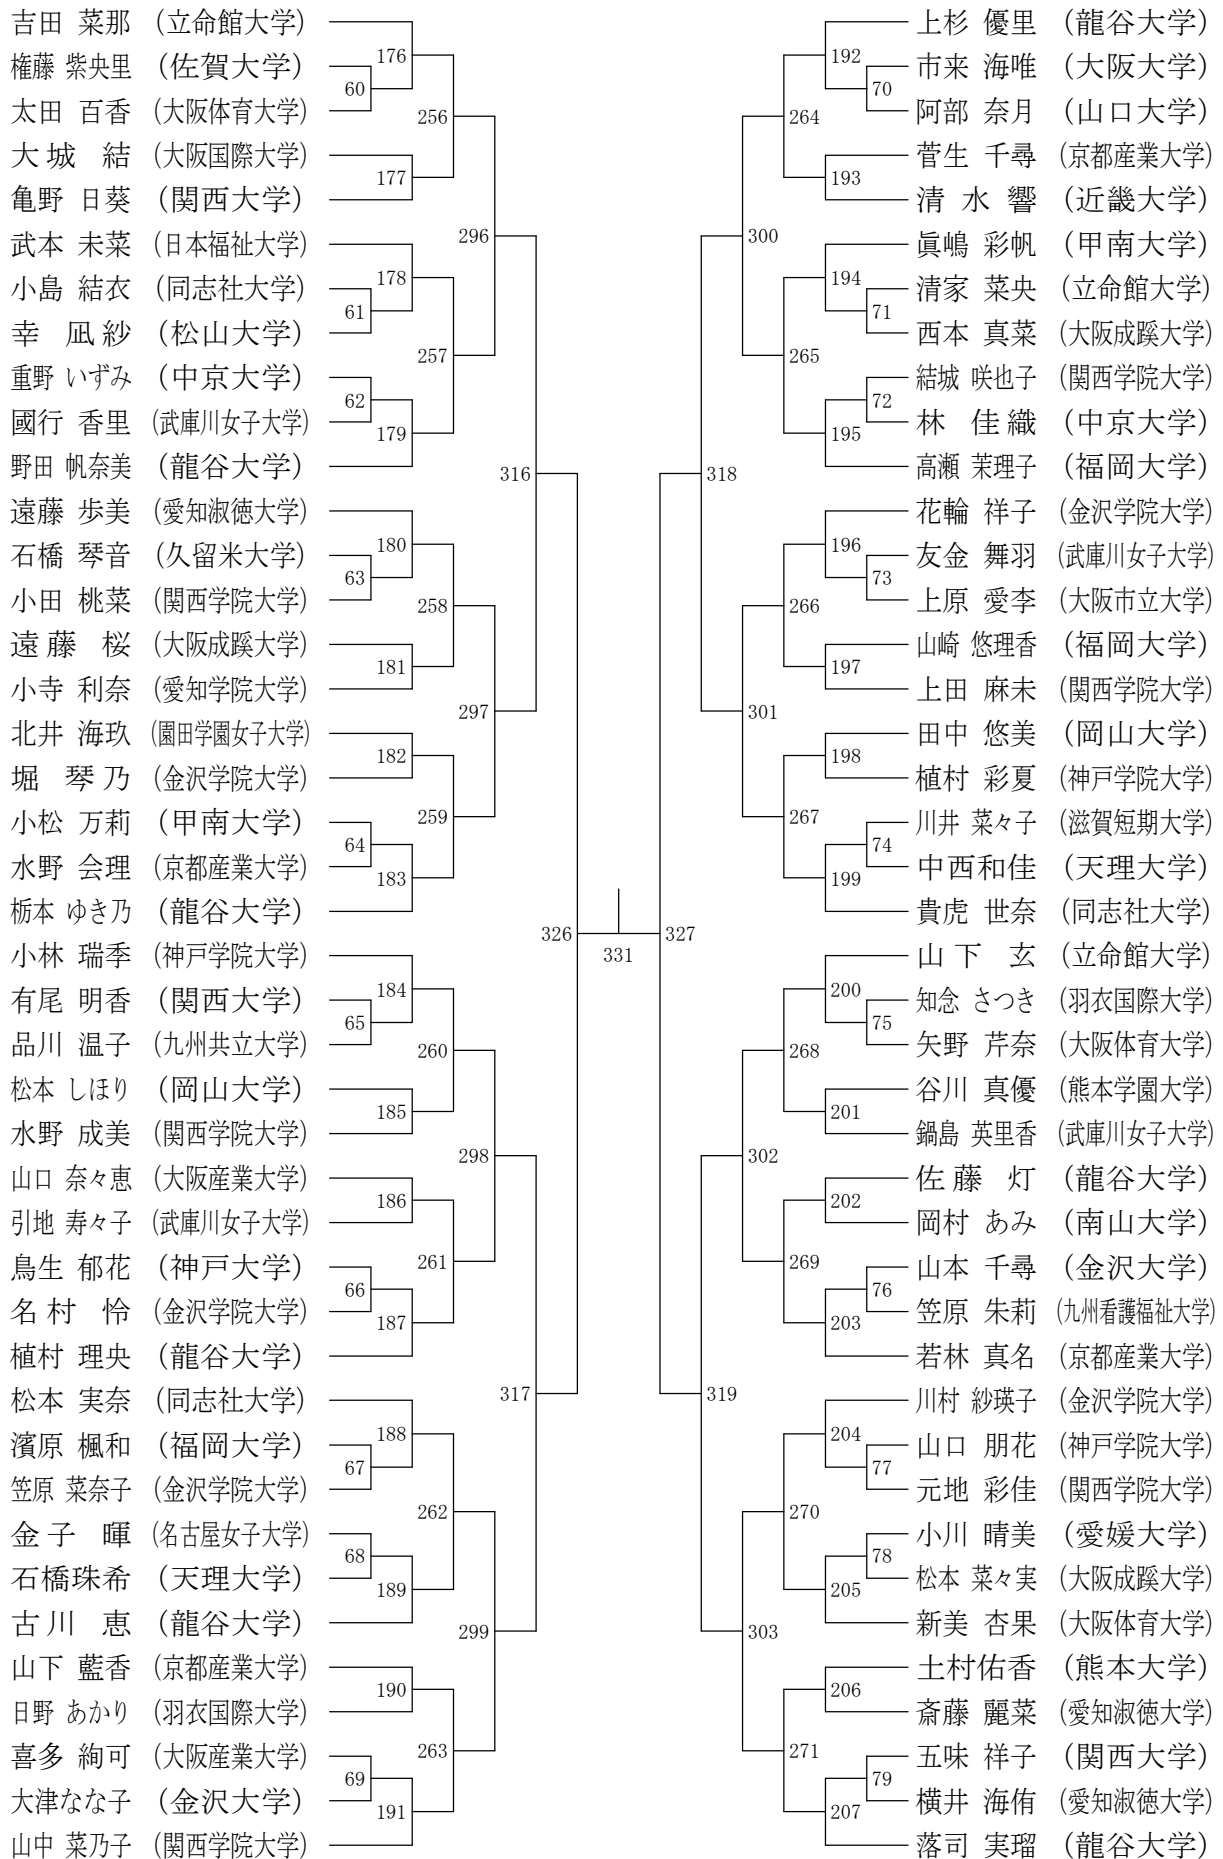 吉田 菜那 (立命館大学)
権藤 紫央里 (佐賀大学)
太田 百香 (大阪体育大学)
大城 結 (大阪国際大学)
亀野 日葵 (関西大学)
武本 未菜 (日本福祉大学)
小島 結衣 (同志社大学)
幸 凪紗 (松山大学)
重野 いずみ (中京大学)
國行 香里 (武庫川女子大学)
野田 帆奈美 (龍谷大学)
遠藤 歩美 (愛知淑徳大学)
石橋 琴音 (久留米大学)
小田 桃菜 (関西学院大学)
遠藤 桜 (大阪成蹊大学)
小寺 利奈 (愛知学院大学)
北井 海玖 (園田学園女子大学)
堀 琴乃 (金沢学院大学)
小松 万莉 (甲南大学)
水野 会理 (京都産業大学)
栃本 ゆき乃 (龍谷大学)
小林 瑞季 (神戸学院大学)
有尾 明香 (関西大学)
品川 温子 (九州共立大学)
松本 しほり (岡山大学)
水野 成美 (関西学院大学)
山口 奈々恵 (大阪産業大学)
引地 寿々子 (武庫川女子大学)
鳥生 郁花 (神戸大学)
名村 怜 (金沢学院大学)
植村 理央 (龍谷大学)
松本 実奈 (同志社大学)
濱原 楓和 (福岡大学)
笠原 菜奈子 (金沢学院大学)
金子 暉 (名古屋女子大学)
石橋珠希 (天理大学)
古川 恵 (龍谷大学)
山下 藍香 (京都産業大学)
日野 あかり (羽衣国際大学)
喜多 絢可 (大阪産業大学)
大津なな子 (金沢大学)
山中 菜乃子 (関西学院大学)
60
61
62
63
64
65
66
67
68
69
176
177
178
179
180
181
182
183
184
185
186
187
188
189
190
191
256
257
258
259
260
261
262
263
296
297
298
299
316
317
326
331
327
318
319
300
301
302
303
264
265
266
267
268
269
270
271
192
193
194
195
196
197
198
199
200
201
202
203
204
205
206
207
70
71
72
73
74
75
76
77
78
79
上杉 優里 (龍谷大学)
市来 海唯 (大阪大学)
阿部 奈月 (山口大学)
菅生 千尋 (京都産業大学)
清水 響 (近畿大学)
眞嶋 彩帆 (甲南大学)
清家 菜央 (立命館大学)
西本 真菜 (大阪成蹊大学)
結城 咲也子 (関西学院大学)
林 佳織 (中京大学)
高瀬 茉理子 (福岡大学)
花輪 祥子 (金沢学院大学)
友金 舞羽 (武庫川女子大学)
上原 愛李 (大阪市立大学)
山崎 悠理香 (福岡大学)
上田 麻未 (関西学院大学)
田中 悠美 (岡山大学)
植村 彩夏 (神戸学院大学)
川井 菜々子 (滋賀短期大学)
中西和佳 (天理大学)
貴虎 世奈 (同志社大学)
山下 玄 (立命館大学)
知念 さつき (羽衣国際大学)
矢野 芹奈 (大阪体育大学)
谷川 真優 (熊本学園大学)
鍋島 英里香 (武庫川女子大学)
佐藤 灯 (龍谷大学)
岡村 あみ (南山大学)
山本 千尋 (金沢大学)
笠原 朱莉 (九州看護福祉大学)
若林 真名 (京都産業大学)
川村 紗瑛子 (金沢学院大学)
山口 朋花 (神戸学院大学)
元地 彩佳 (関西学院大学)
小川 晴美 (愛媛大学)
松本 菜々実 (大阪成蹊大学)
新美 杏果 (大阪体育大学)
土村佑香 (熊本大学)
斎藤 麗菜 (愛知淑徳大学)
五味 祥子 (関西大学)
横井 海侑 (愛知淑徳大学)
落司 実瑠 (龍谷大学)